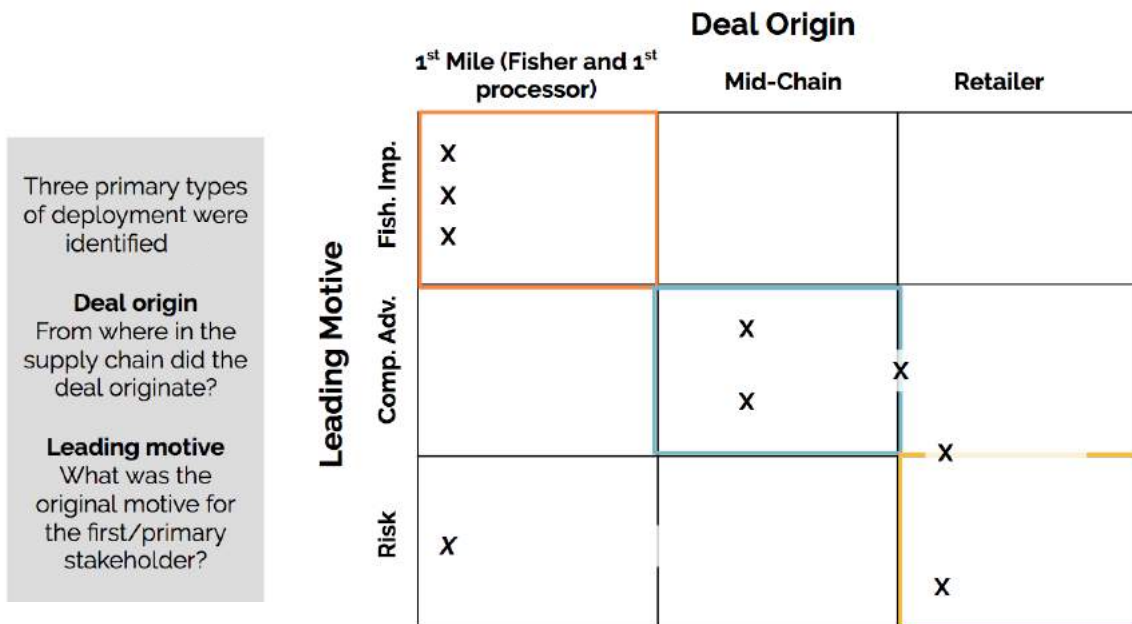 Deal Origin
1st Mile (Fisher and 1st
processor)
Mid-Chain
Retailer
Three primary types
of deployment were
identified
Deal origin
From where in the
supply chain did the
deal originate?
Leading motive
What was the
original motive for
the first/primary
stakeholder?
Leading Motive
Fish. Imp.
X
X
X
Comp. Adv.
X
X
X
X
Risk
X
X